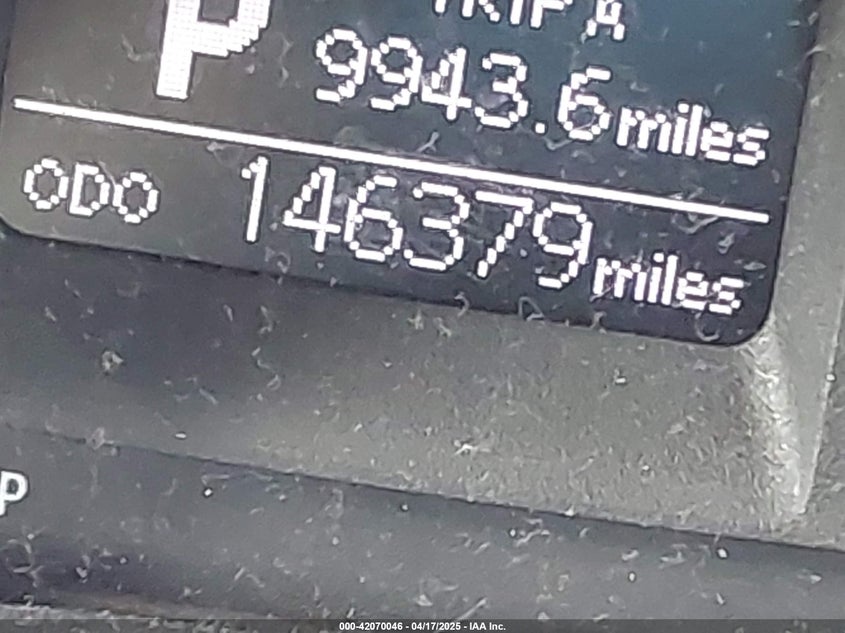 TRIP A
P
9943.6 miles
ODO 146379 miles
P
000-42070046 - 04/17/2025 - IAA Inc.